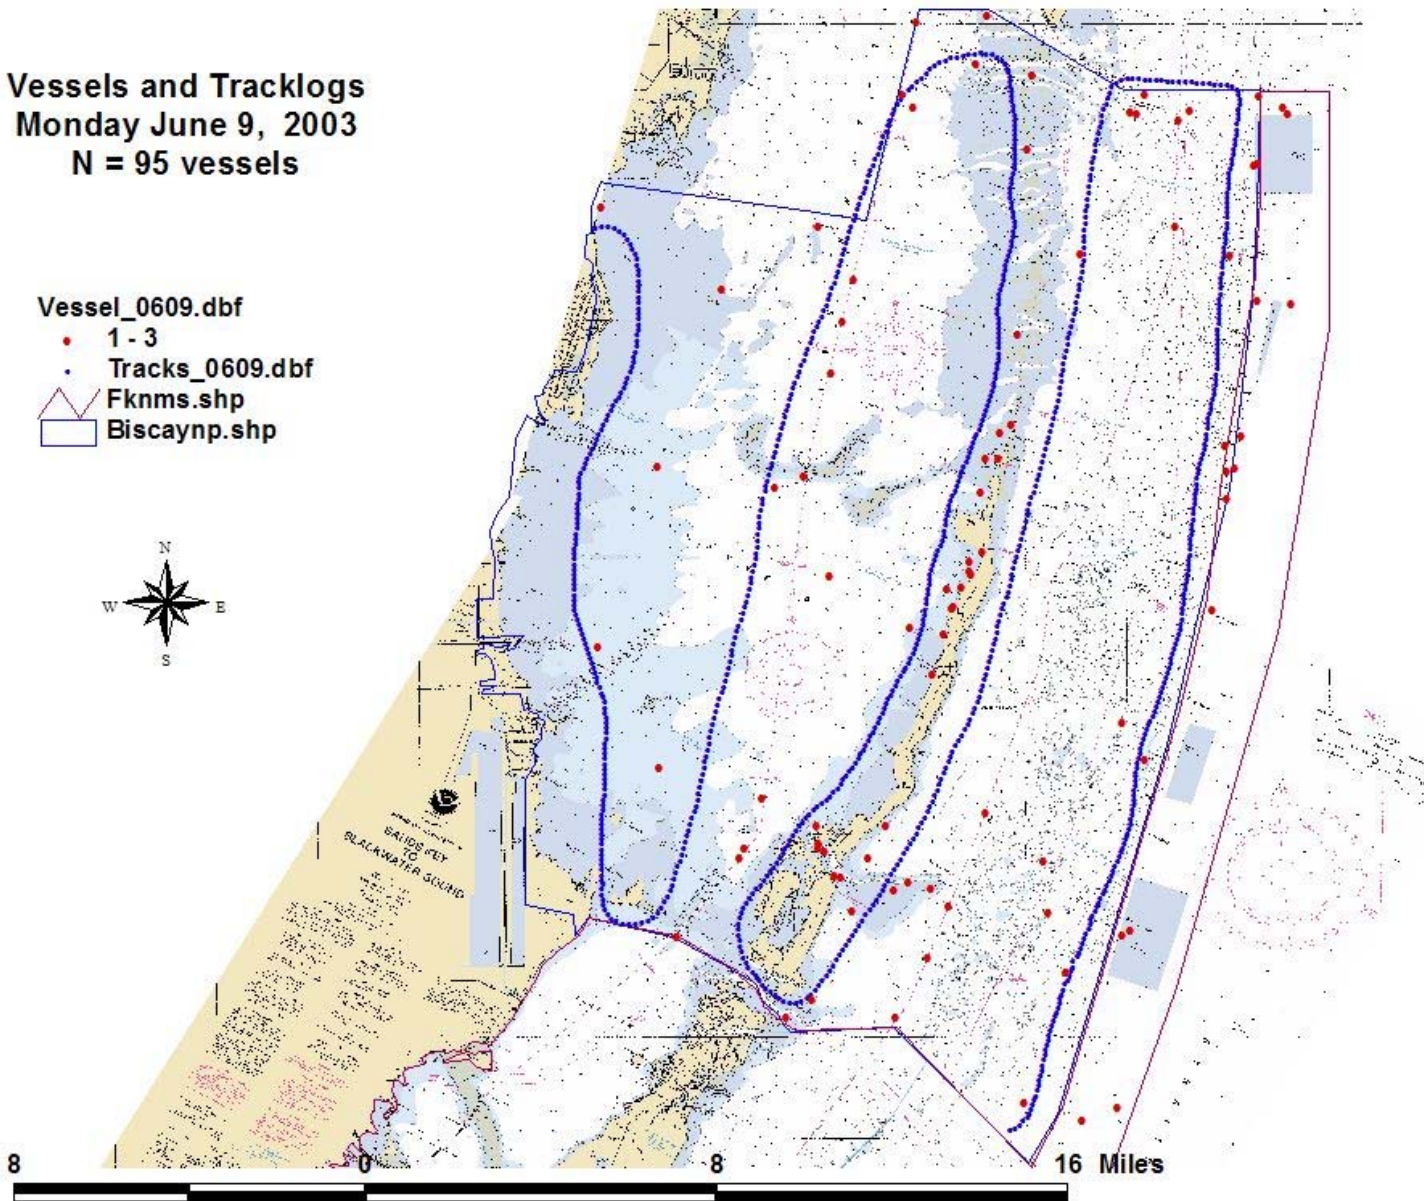 Vessels and Tracklogs
Monday June 9, 2003
N = 95 vessels
Vessel_0609.dbf
1 - 3
Tracks_0609.dbf
Fknms.shp
Biscaynp.shp
N
W E
S
SANDS KEY
TO
BLACKWATER SOUND
8 0 8 16 Miles